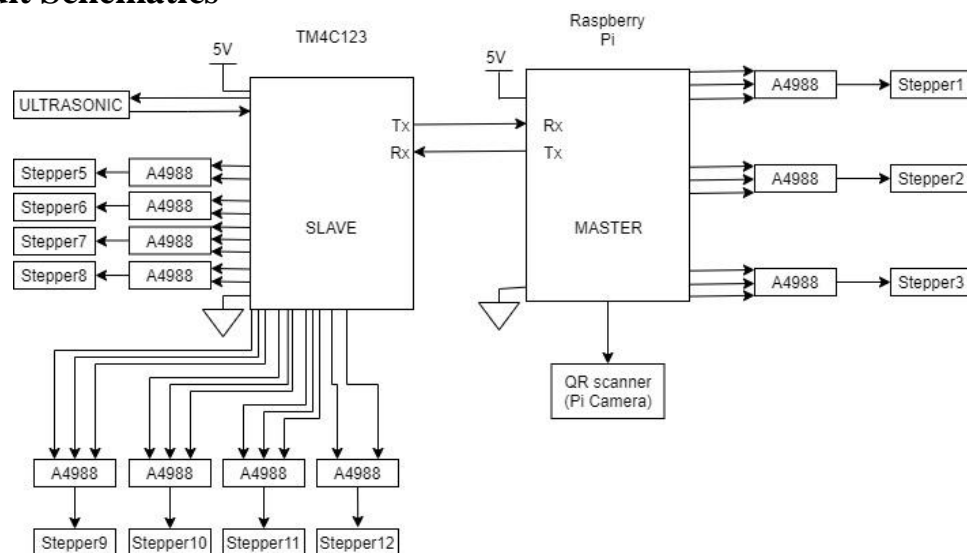 TM4C123
Raspberry
Pi
5V
5V
ULTRASONIC
A4988
Stepper1
Tx
Rx
Rx
Tx
Stepper5
A4988
A4988
Stepper2
Stepper6
A4988
SLAVE
MASTER
Stepper7
A4988
Stepper8
A4988
A4988
Stepper3
QR scanner
(Pi Camera)
A4988
A4988
A4988
A4988
Stepper9
Stepper10
Stepper11
Stepper12